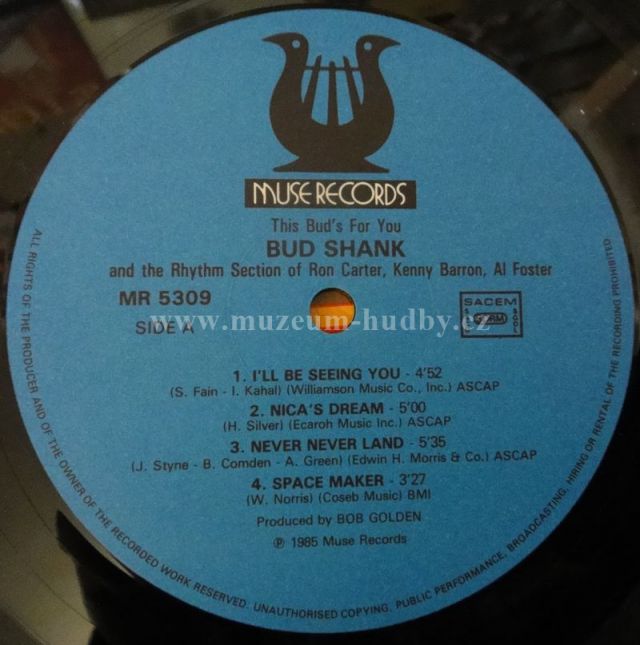 MUSE RECORDS
This Bud's For You
BUD SHANK
and the Rhythm Section of Ron Carter, Kenny Barron, Al Foster
MR 5309
SIDE A
SACEM
www.muzeum-hudby.cz
1. I'LL BE SEEING YOU - 4'52
(S. Fain - I. Kahal) (Williamson Music Co., Inc.) ASCAP
2. NICA'S DREAM - 5'00
(H. Silver) (Ecaroh Music Inc.) ASCAP
3. NEVER NEVER LAND - 5'35
(J. Styne - B. Comden - A. Green) (Edwin H. Morris & Co.) ASCAP
4. SPACE MAKER - 3'27
(W. Norris) (Coseb Music) BMI
Produced by BOB GOLDEN
℗ 1985 Muse Records
ALL RIGHTS OF THE PRODUCER AND OF THE OWNER OF THE RECORDED WORK RESERVED. UNAUTHORISED COPYING, PUBLIC PERFORMANCE, BROADCASTING, HIRING OR RENTAL OF THE RECORDING PROHIBITED